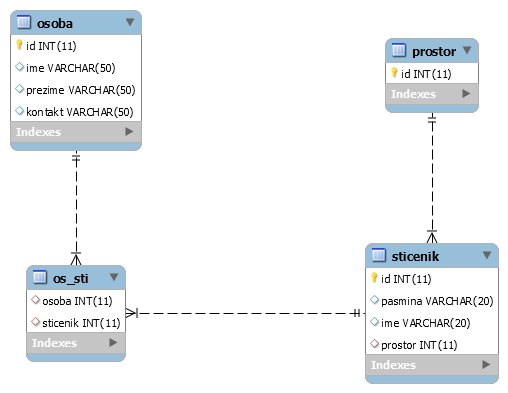 osoba
id INT(11)
ime VARCHAR(50)
prezime VARCHAR(50)
kontakt VARCHAR(50)
Indexes
prostor
id INT(11)
Indexes
os_sti
osoba INT(11)
sticenik INT(11)
Indexes
sticenik
id INT(11)
pasmina VARCHAR(20)
ime VARCHAR(20)
prostor INT(11)
Indexes